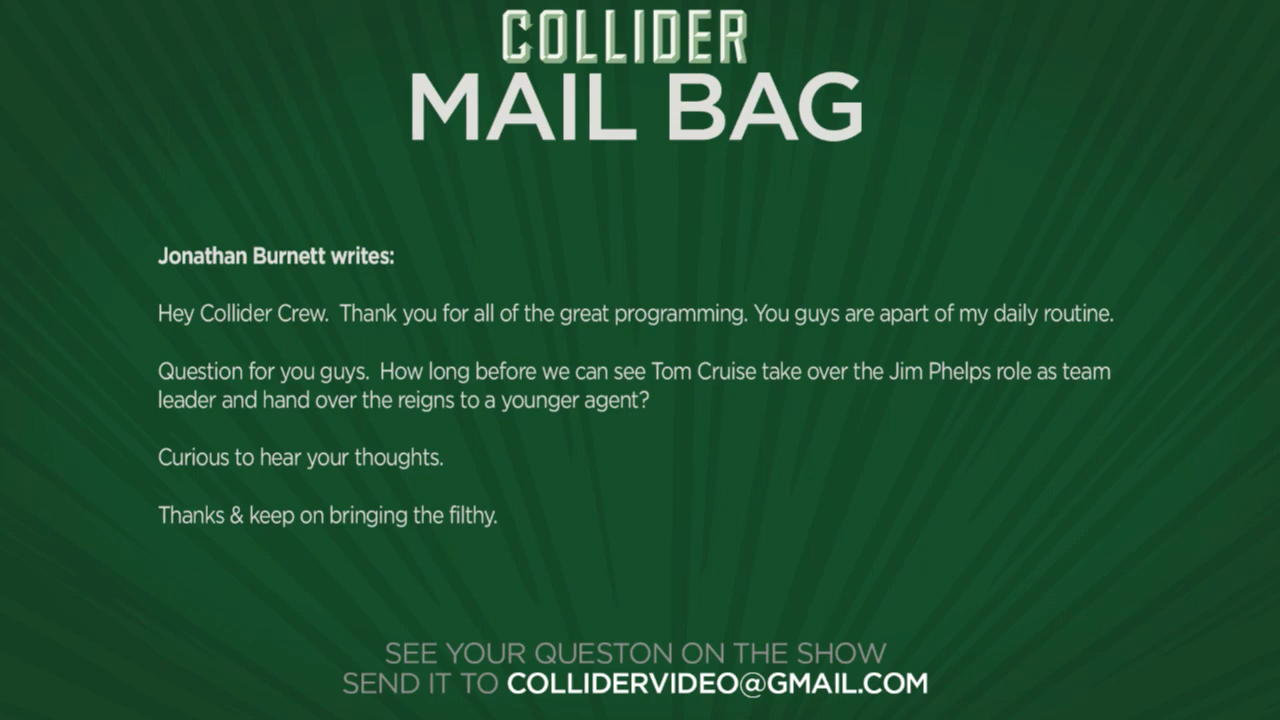 COLLIDER
MAIL BAG
Jonathan Burnett writes:
Hey Collider Crew.  Thank you for all of the great programming. You guys are apart of my daily routine.
Question for you guys.  How long before we can see Tom Cruise take over the Jim Phelps role as team
leader and hand over the reigns to a younger agent?
Curious to hear your thoughts.
Thanks & keep on bringing the filthy.
SEE YOUR QUESTON ON THE SHOW
SEND IT TO COLLIDERVIDEO@GMAIL.COM